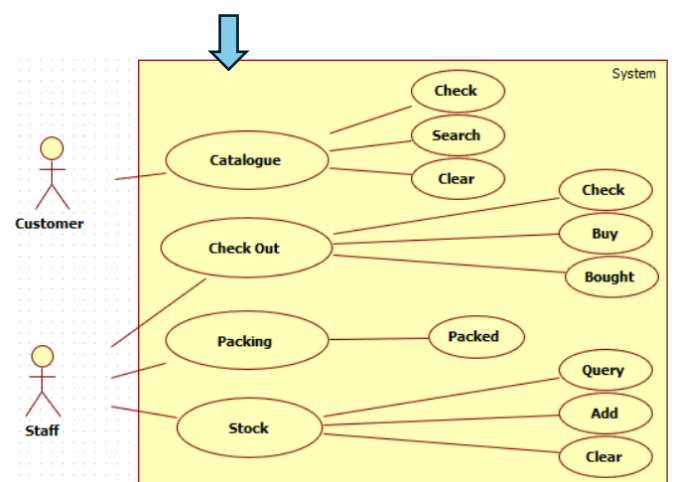 System
Check
Search
Catalogue
Clear
Customer
Check
Check Out
Buy
Bought
Packing
Packed
Query
Staff
Stock
Add
Clear